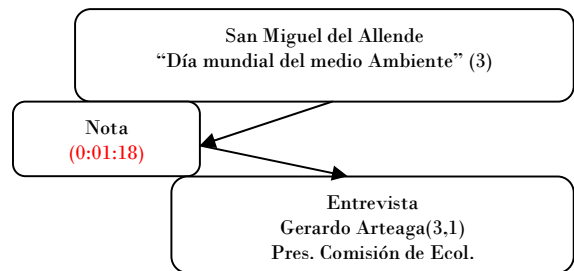 San Miguel del Allende
“Día mundial del medio Ambiente” (3)
Nota
(0:01:18)
Entrevista
Gerardo Arteaga(3,1)
Pres. Comisión de Ecol.